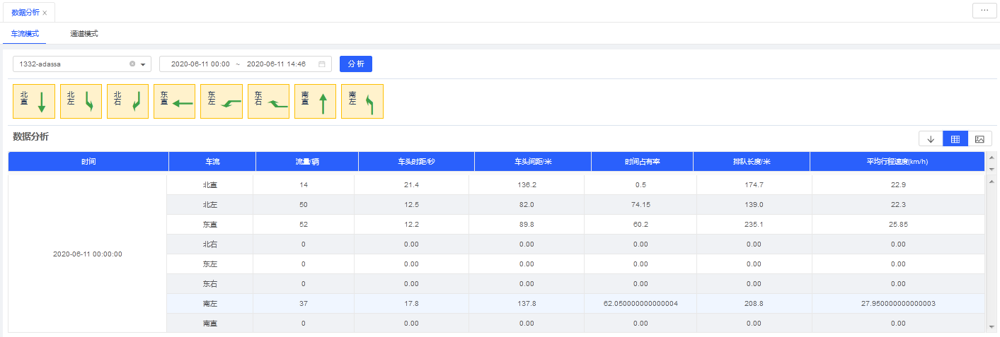 数据分析 x
...
车流模式 通道模式
1332-adassa 2020-06-11 00:00 ~ 2020-06-11 14:46 分 析
北直 北左 北右 东直 东左 东右 南直 南左
数据分析
时间 车流 流量/辆 车头时距/秒 车头间距/米 时间占有率 排队长度/米 平均行程速度(km/h)
北直 14 21.4 136.2 0.5 174.7 22.9
北左 50 12.5 82.0 74.15 139.0 22.3
东直 52 12.2 89.8 60.2 235.1 25.85
北右 0 0.00 0.00 0.00 0.00 0.00
2020-06-11 00:00:00
东左 0 0.00 0.00 0.00 0.00 0.00
东右 0 0.00 0.00 0.00 0.00 0.00
南左 37 17.8 137.8 62.050000000000004 208.8 27.950000000000003
南直 0 0.00 0.00 0.00 0.00 0.00